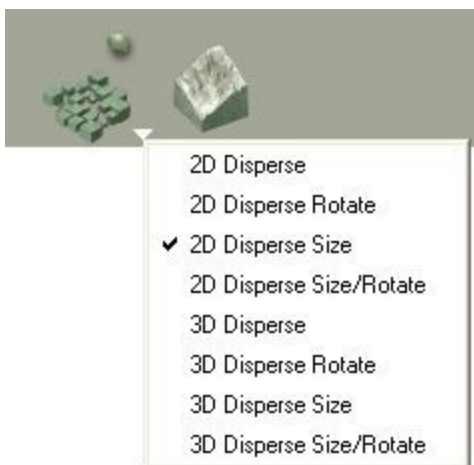 2D Disperse
2D Disperse Rotate
2D Disperse Size
2D Disperse Size/Rotate
3D Disperse
3D Disperse Rotate
3D Disperse Size
3D Disperse Size/Rotate